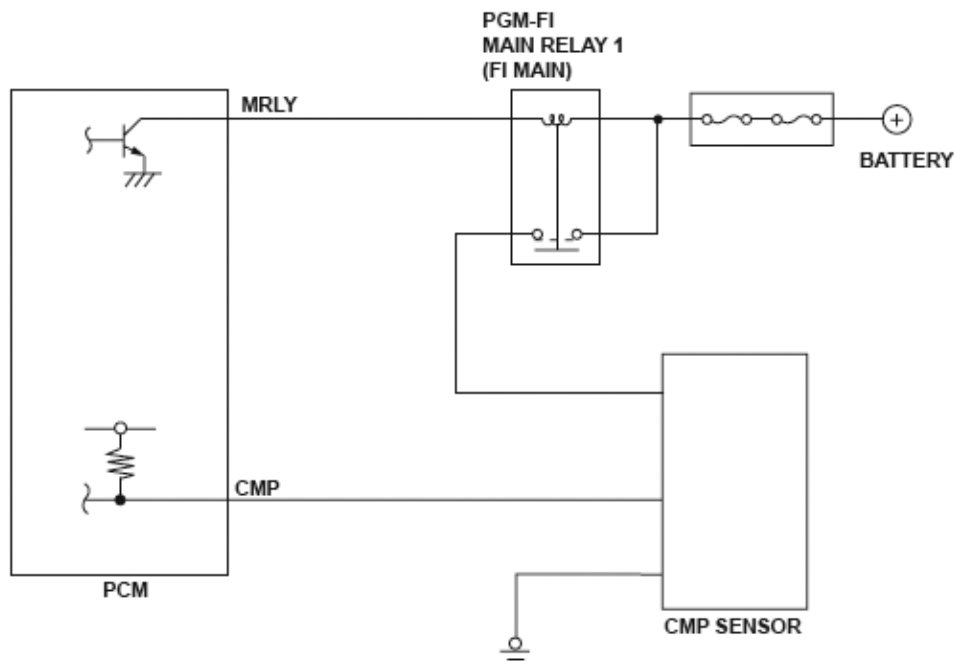 PGM-FI
MAIN RELAY 1
(FI MAIN)
MRLY
BATTERY
CMP
PCM
CMP SENSOR